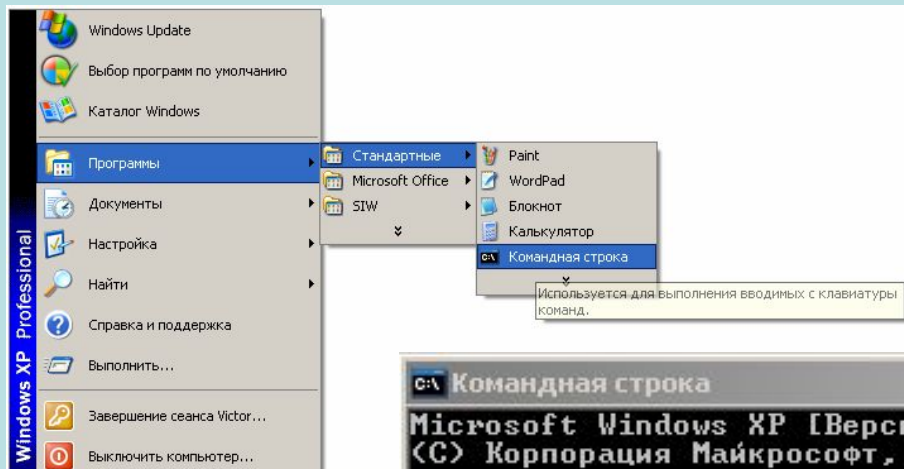 Windows Update
Выбор программ по умолчанию
Каталог Windows
Программы
Документы
Настройка
Найти
Справка и поддержка
Выполнить...
Завершение сеанса Victor...
Выключить компьютер...
Windows XP Professional
Стандартные
Microsoft Office
SIW
Paint
WordPad
Блокнот
Калькулятор
Командная строка
Используется для выполнения вводимых с клавиатуры
команд.
Командная строка
Microsoft Windows XP
(С) Корпорация Майкрософт,